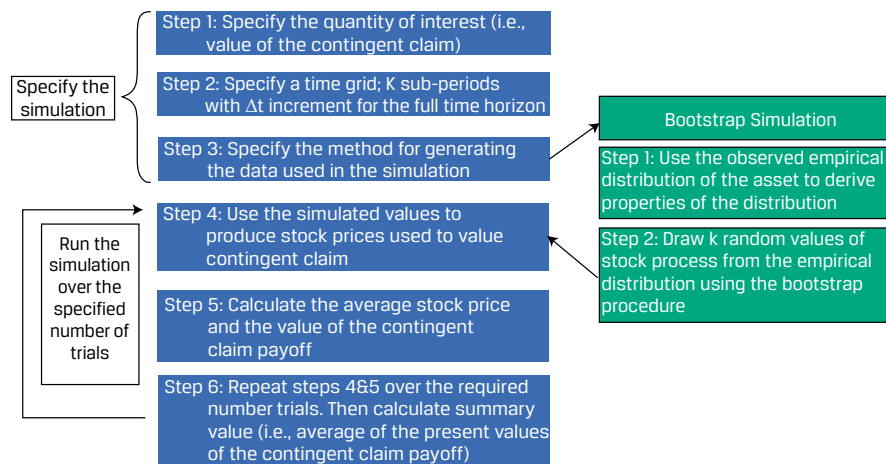 Step 1: Specify the quantity of interest (i.e.,
value of the contingent claim)
Specify the
simulation
Step 2: Specify a time grid; K sub-periods
with Δt increment for the full time horizon
Step 3: Specify the method for generating
the data used in the simulation
Bootstrap Simulation
Step 1: Use the observed empirical
distribution of the asset to derive
properties of the distribution
Step 2: Draw k random values of
stock process from the empirical
distribution using the bootstrap
procedure
Step 4: Use the simulated values to
produce stock prices used to value
contingent claim
Run the
simulation
over the
specified
number of
trials
Step 5: Calculate the average stock price
and the value of the contingent
claim payoff
Step 6: Repeat steps 4&5 over the required
number trials. Then calculate summary
value (i.e., average of the present values
of the contingent claim payoff)